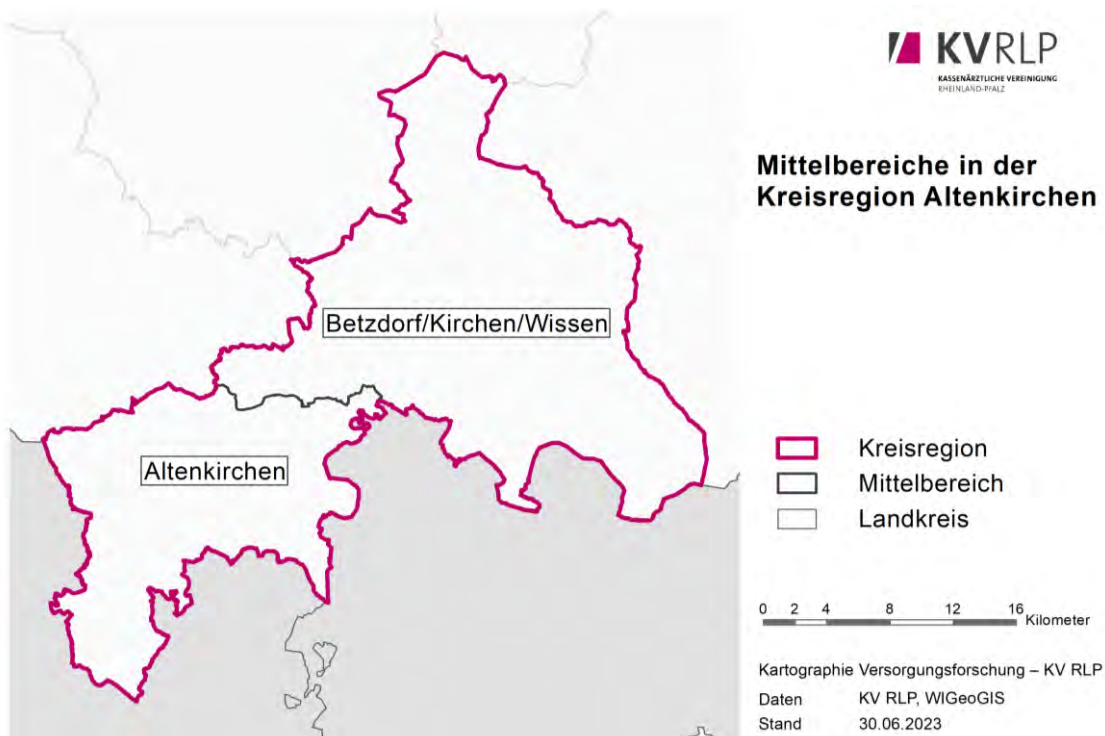 KVRLP
KASSENÄRZTLICHE VEREINIGUNG
RHEINLAND-PFALZ
Mittelbereiche in der
Kreisregion Altenkirchen
Betzdorf/Kirchen/Wissen
Altenkirchen
Kreisregion
Mittelbereich
Landkreis
0 2 4 8 12 16
Kilometer
Kartographie Versorgungsforschung – KV RLP
Daten KV RLP, WIGeoGIS
Stand 30.06.2023